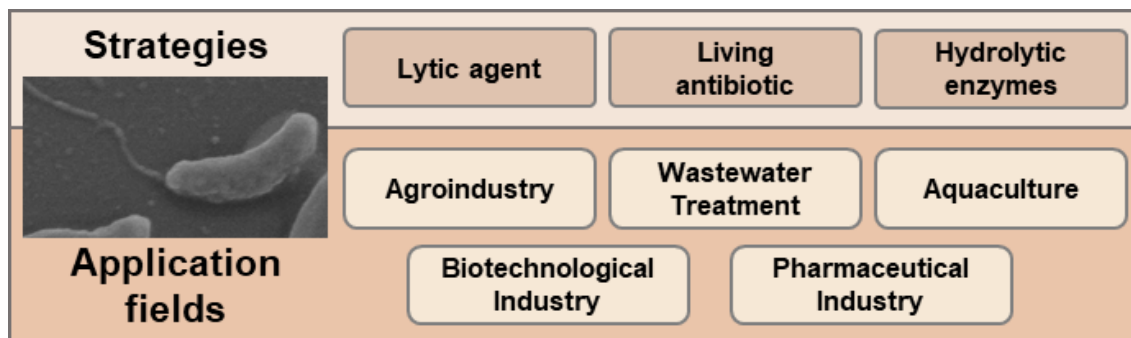 Strategies
Lytic agent
Living
antibiotic
Hydrolytic
enzymes
Agroindustry
Wastewater
Treatment
Aquaculture
Application
fields
Biotechnological
Industry
Pharmaceutical
Industry